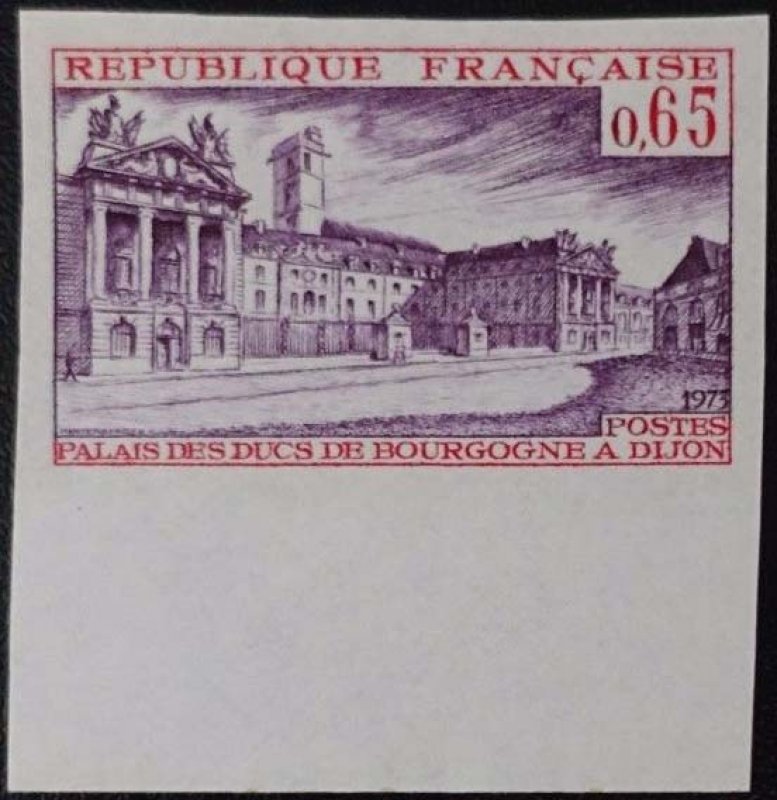 REPUBLIQUE FRANÇAISE
0,65
1973
POSTES
PALAIS DES DUCS DE BOURGOGNE A DIJON